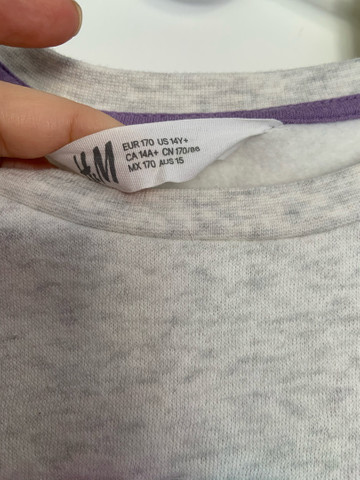 H&M
EUR 170 US 14Y+
CA 14A+ CN 170/88
MX 170 AUS 15